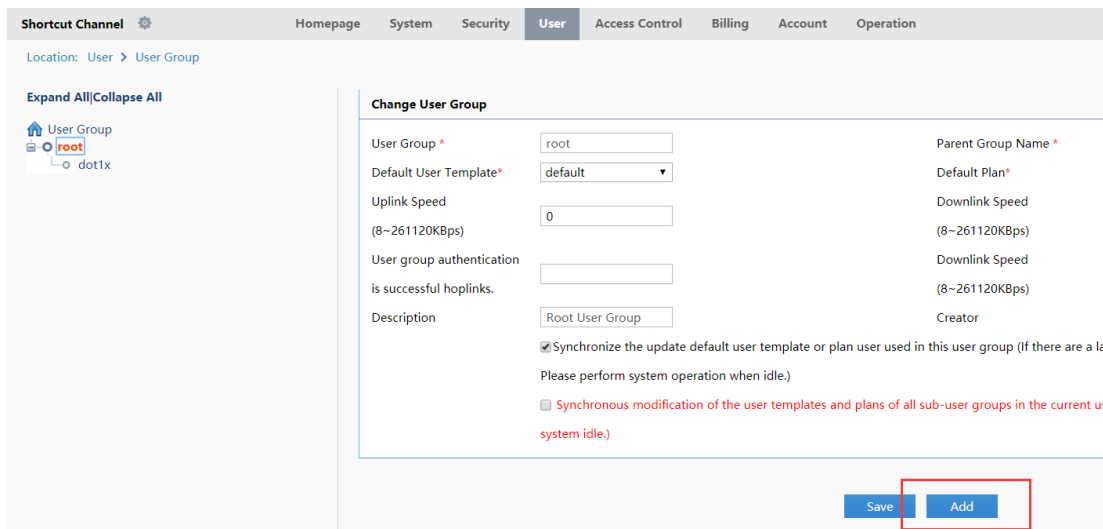 Shortcut Channel Homepage System Security User Access Control Billing Account Operation
Location: User > User Group
Expand All|Collapse All
User Group
root
dot1x
Change User Group
User Group * root Parent Group Name *
Default User Template* default Default Plan*
Uplink Speed Downlink Speed
0
(8~261120KBps) (8~261120KBps)
User group authentication Downlink Speed
is successful hoplinks. (8~261120KBps)
Description Root User Group Creator
Synchronize the update default user template or plan user used in this user group (If there are a la
Please perform system operation when idle.)
Synchronous modification of the user templates and plans of all sub-user groups in the current us
system idle.)
Save Add